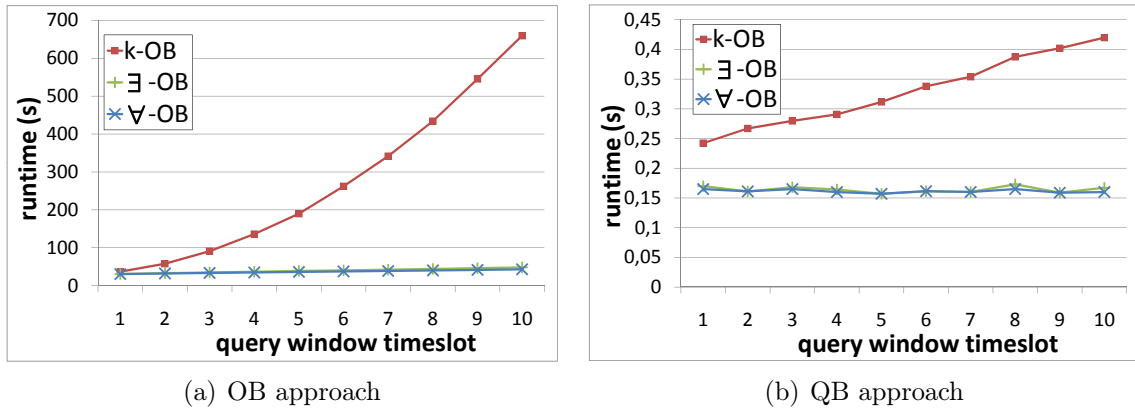 700
600
500
400
300
200
100
0
runtime (s)
k-OB
∃ -OB
∀ -OB
1 2 3 4 5 6 7 8 9 10
query window timeslot
(a) OB approach
0,45
0,4
0,35
0,3
0,25
0,2
0,15
0,1
0,05
0
runtime (s)
k-OB
∃ -OB
∀ -OB
1 2 3 4 5 6 7 8 9 10
query window timeslot
(b) QB approach